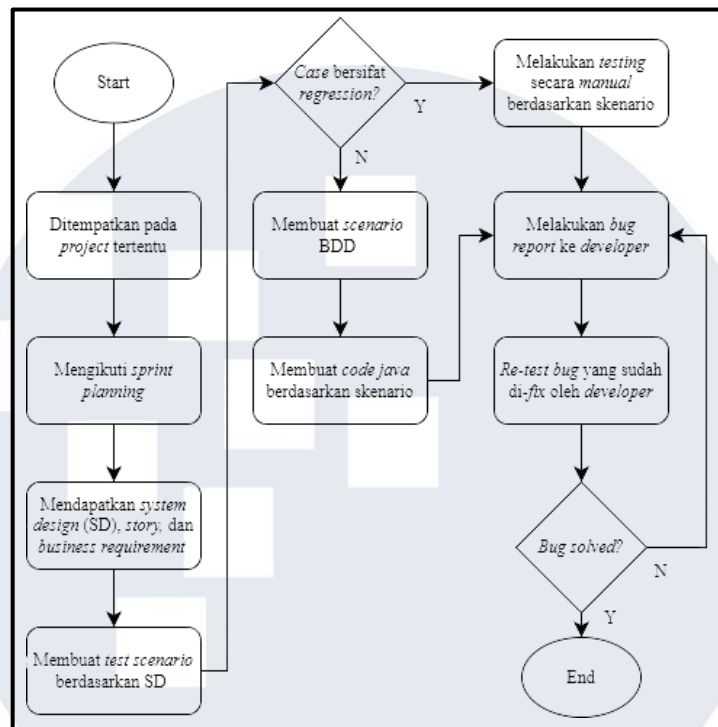 Start
Ditempatkan pada
project tertentu
Mengikuti sprint
planning
Mendapatkan system
design (SD), story, dan
business requirement
Membuat test scenario
berdasarkan SD
Case bersifat
regression?
Y
N
Membuat scenario
BDD
Membuat code java
berdasarkan skenario
Melakukan testing
secara manual
berdasarkan skenario
Melakukan bug
report ke developer
Re-test bug yang sudah
di-fix oleh developer
Bug solved?
N
Y
End